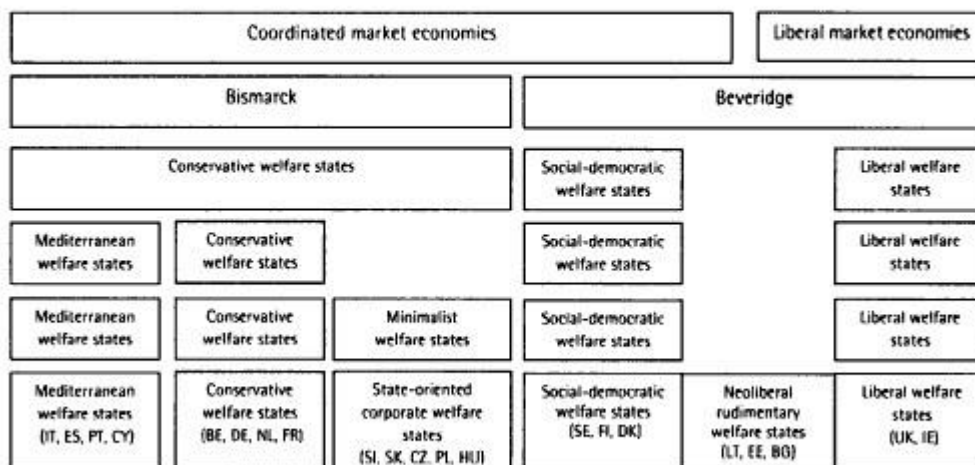 Coordinated market economies
Liberal market economies
Bismarck
Beveridge
Conservative welfare states
Social-democratic
welfare states
Liberal welfare
states
Mediterranean
welfare states
Conservative
welfare states
Social-democratic
welfare states
Liberal welfare
states
Mediterranean
welfare states
Conservative
welfare states
Minimalist
welfare states
Social-democratic
welfare states
Liberal welfare
states
Mediterranean
welfare states
(IT, ES, PT, CY)
Conservative
welfare states
(BE, DE, NL, FR)
State-oriented
corporate welfare
states
(SI, SK, CZ, PL, HU)
Social-democratic
welfare states
(SE, FI, DK)
Neoliberal
rudimentary
welfare states
(LT, EE, BG)
Liberal welfare
states
(UK, IE)